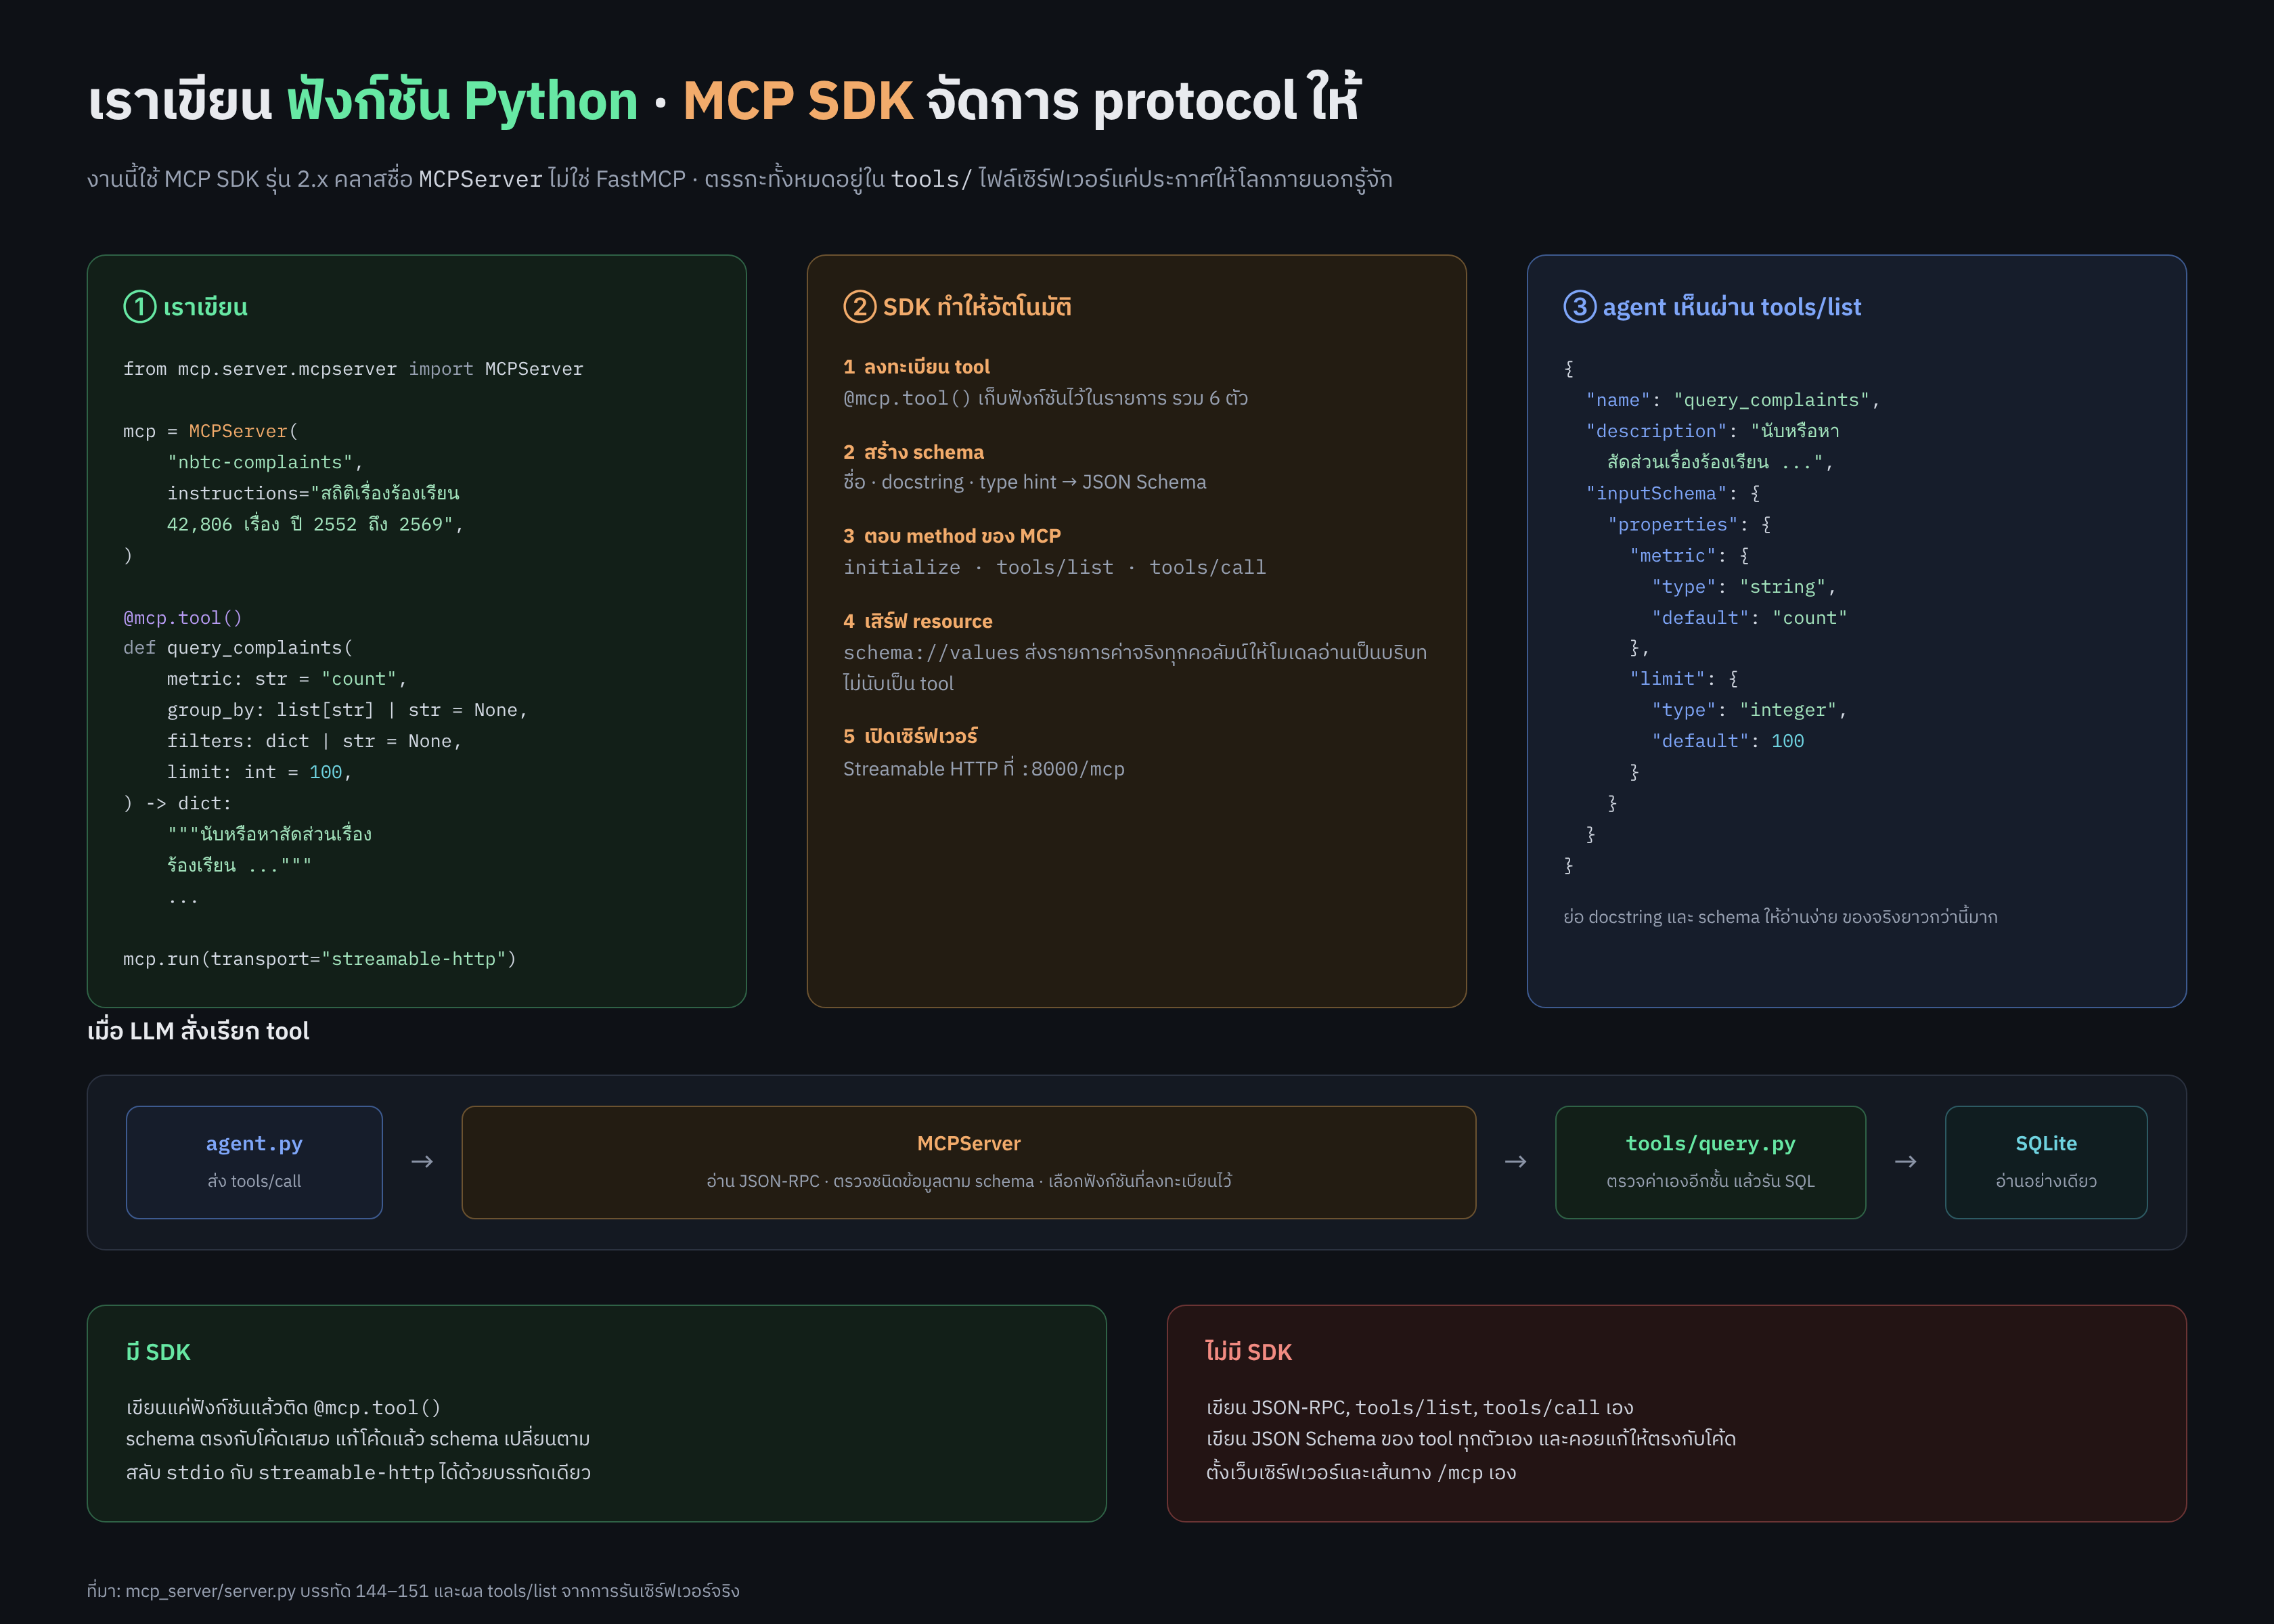 เราเขียน ฟังก์ชัน Python · MCP SDK จัดการ protocol ให้
งานนี้ใช้ MCP SDK รุ่น 2.x คลาสชื่อ MCPServer ไม่ใช่ FastMCP · ตรรกะทั้งหมดอยู่ใน tools/ ไฟล์เซิร์ฟเวอร์แค่ประกาศให้โลกภายนอกรู้จัก
① เราเขียน
from mcp.server.mcpserver import MCPServer
mcp = MCPServer(
    "nbtc-complaints",
    instructions="สถิติเรื่องร้องเรียน
    42,806 เรื่อง ปี 2552 ถึง 2569",
)
@mcp.tool()
def query_complaints(
    metric: str = "count",
    group_by: list[str] | str = None,
    filters: dict | str = None,
    limit: int = 100,
) -> dict:
    """นับหรือหาสัดส่วนเรื่อง
    ร้องเรียน ..."""
    ...
mcp.run(transport="streamable-http")
② SDK ทำให้อัตโนมัติ
1 ลงทะเบียน tool
@mcp.tool() เก็บฟังก์ชันไว้ในรายการ รวม 6 ตัว
2 สร้าง schema
ชื่อ · docstring · type hint → JSON Schema
3 ตอบ method ของ MCP
initialize · tools/list · tools/call
4 เสิร์ฟ resource
schema://values ส่งรายการค่าจริงทุกคอลัมน์ให้โมเดลอ่านเป็นบริบท
ไม่นับเป็น tool
5 เปิดเซิร์ฟเวอร์
Streamable HTTP ที่ :8000/mcp
③ agent เห็นผ่าน tools/list
{
  "name": "query_complaints",
  "description": "นับหรือหา
    สัดส่วนเรื่องร้องเรียน ...",
  "inputSchema": {
    "properties": {
      "metric": {
        "type": "string",
        "default": "count"
      },
      "limit": {
        "type": "integer",
        "default": 100
      }
    }
  }
}
ย่อ docstring และ schema ให้อ่านง่าย ของจริงยาวกว่านี้มาก
เมื่อ LLM สั่งเรียก tool
agent.py
ส่ง tools/call
→
MCPServer
อ่าน JSON-RPC · ตรวจชนิดข้อมูลตาม schema · เลือกฟังก์ชันที่ลงทะเบียนไว้
→
tools/query.py
ตรวจค่าเองอีกชั้น แล้วรัน SQL
→
SQLite
อ่านอย่างเดียว
มี SDK
เขียนแค่ฟังก์ชันแล้วติด @mcp.tool()
schema ตรงกับโค้ดเสมอ แก้โค้ดแล้ว schema เปลี่ยนตาม
สลับ stdio กับ streamable-http ได้ด้วยบรรทัดเดียว
ไม่มี SDK
เขียน JSON-RPC, tools/list, tools/call เอง
เขียน JSON Schema ของ tool ทุกตัวเอง และคอยแก้ให้ตรงกับโค้ด
ตั้งเว็บเซิร์ฟเวอร์และเส้นทาง /mcp เอง
ที่มา: mcp_server/server.py บรรทัด 144–151 และผล tools/list จากการรันเซิร์ฟเวอร์จริง